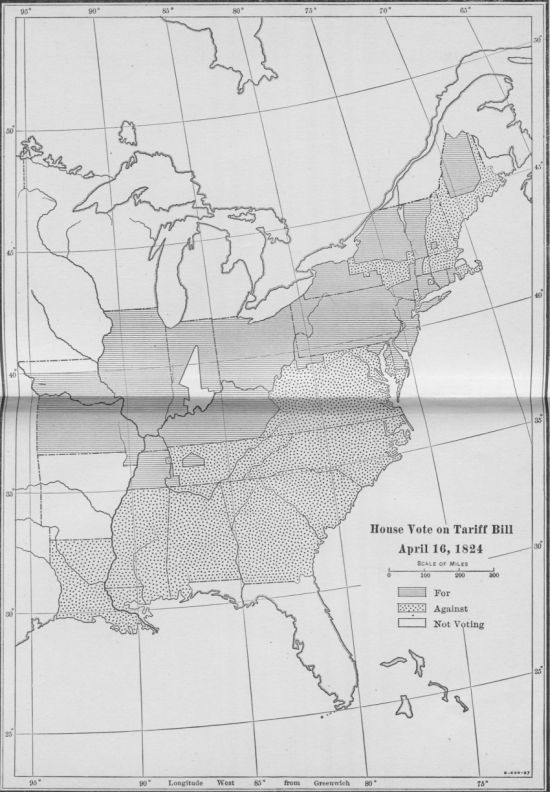 95° 90° 85° 80° 75° 70° 65°
50°
50°
45°
45°
40°
40°
35°
35°
House Vote on Tariff Bill
April 16, 1824
SCALE OF MILES
0 100 200 300
30°
30°
For
Against
Not Voting
25°
25°
95° 90° Longitude West 85° from Greenwich 80° 75°